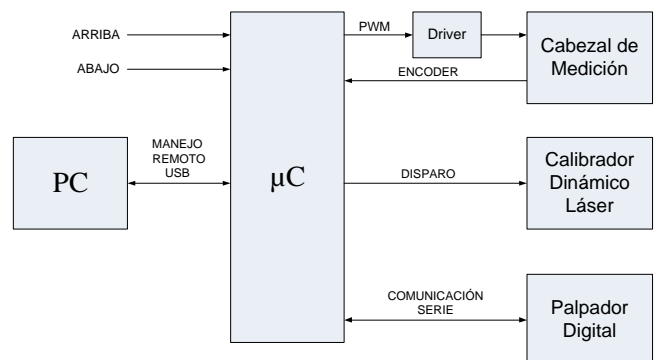 ARRIBA
ABAJO
PC
MANEJO
REMOTO
USB
µC
PWM
Driver
ENCODER
Cabezal de
Medición
DISPARO
Calibrador
Dinámico
Láser
COMUNICACIÓN
SERIE
Palpador
Digital